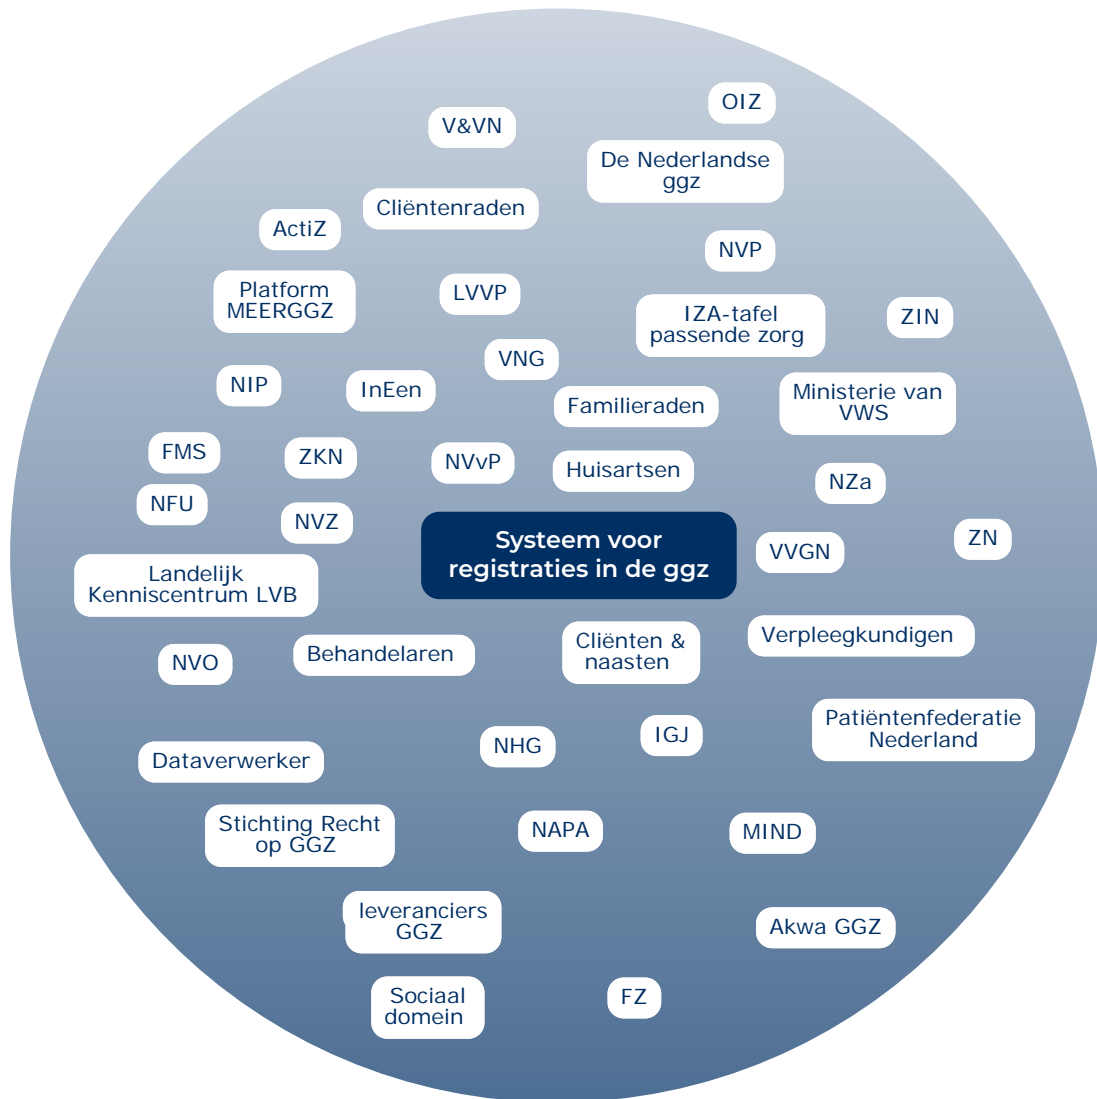 OIZ
V&VN
De Nederlandse
ggz
Cliëntenraden
ActiZ
NVP
Platform
MEERGGZ
LVVP
IZA-tafel
passende zorg
ZIN
VNG
NIP
InEen
Familieraden
Ministerie van
VWS
FMS
ZKN
NVvP
Huisartsen
NZa
NFU
NVZ
Systeem voor
registraties in de ggz
VVGN
ZN
Landelijk
Kenniscentrum LVB
Verpleegkundigen
Cliënten &
naasten
Behandelaren
NVO
Patiëntenfederatie
Nederland
IGJ
NHG
Dataverwerker
Stichting Recht
op GGZ
NAPA
MIND
leveranciers
GGZ
Akwa GGZ
Sociaal
domein
FZ